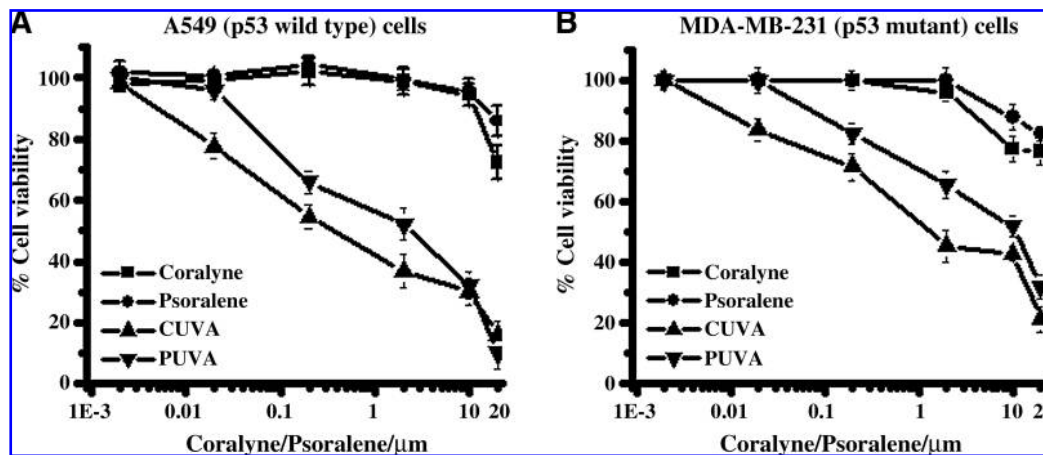 A
A549 (p53 wild type) cells
% Cell viability
100
80
60
40
20
0
Coralyne
Psoralene
CUVA
PUVA
1E-3
0.01
0.1
1
10
20
Coralyne/Psoralene/μm
B
MDA-MB-231 (p53 mutant) cells
% Cell viability
100
80
60
40
20
0
Coralyne
Psoralene
CUVA
PUVA
1E-3
0.01
0.1
1
10
2
Coralyne/Psoralene/μm